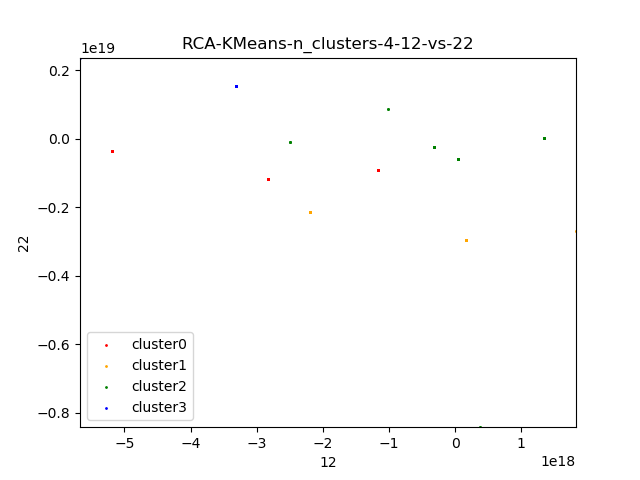 RCA-KMeans-n_clusters-4-12-vs-22
1e19
0.2
0.0
−0.2
−0.4
−0.6
−0.8
22
cluster0
cluster1
cluster2
cluster3
−5
−4
−3
−2
−1
0
1
12
1e18